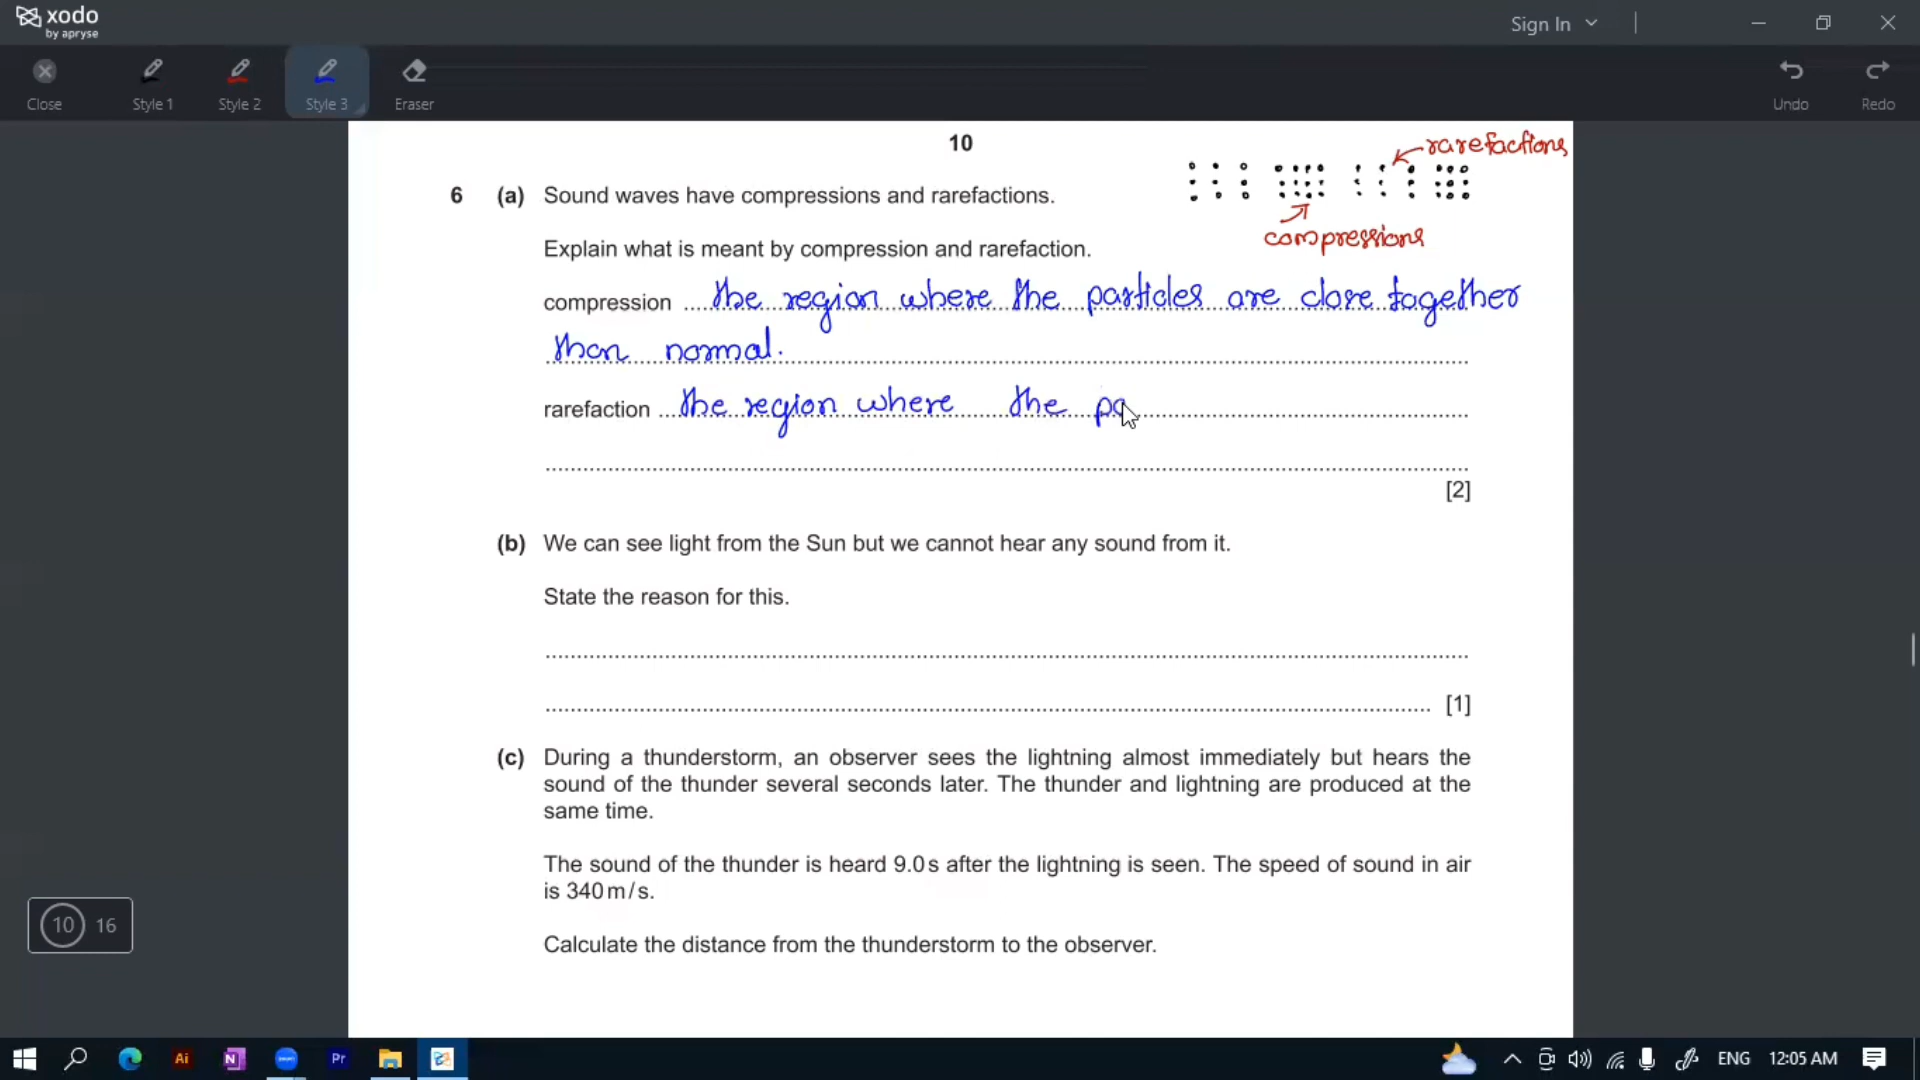 xodo
by apryse
Sign In
Close
Style 1
Style 2
Style 3
Eraser
Undo
Redo
10
rarefactions
6 (a) Sound waves have compressions and rarefactions.
compressions
Explain what is meant by compression and rarefaction.
compression the region where the particles are close together
than normal.
rarefaction the region where the pa
[2]
(b) We can see light from the Sun but we cannot hear any sound from it.
State the reason for this.
[1]
(c) During a thunderstorm, an observer sees the lightning almost immediately but hears the
sound of the thunder several seconds later. The thunder and lightning are produced at the
same time.
The sound of the thunder is heard 9.0 s after the lightning is seen. The speed of sound in air
is 340 m / s.
10 16
Calculate the distance from the thunderstorm to the observer.
Ai
N
zoom
Pr
ENG
12:05 AM